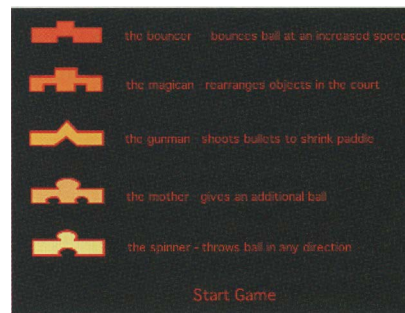 the bouncer - bounces ball at an increased speed
the magican - rearranges objects in the court
the gunman - shoots bullets to shrink paddle
the mother - gives an additional ball
the spinner - throws ball in any direction
Start Game